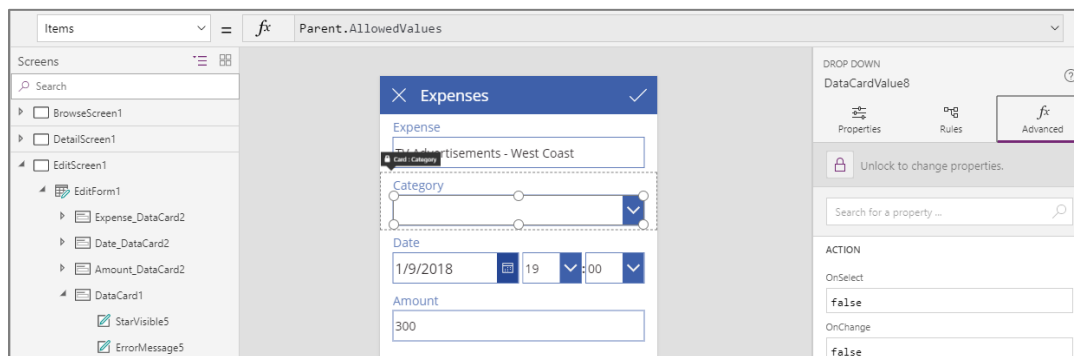 Items = fx Parent.AllowedValues
Screens
Search
BrowseScreen1
DetailScreen1
EditScreen1
EditForm1
Expense_DataCard2
Date_DataCard2
Amount_DataCard2
DataCard1
StarVisible5
ErrorMessage5
Expenses
Expense
TV Advertisements - West Coast
Card : Category
Category
Date
1/9/2018 19 : 00
Amount
300
DROP DOWN
DataCardValue8
?
Properties Rules fx Advanced
Unlock to change properties.
Search for a property ...
ACTION
OnSelect
false
OnChange
false